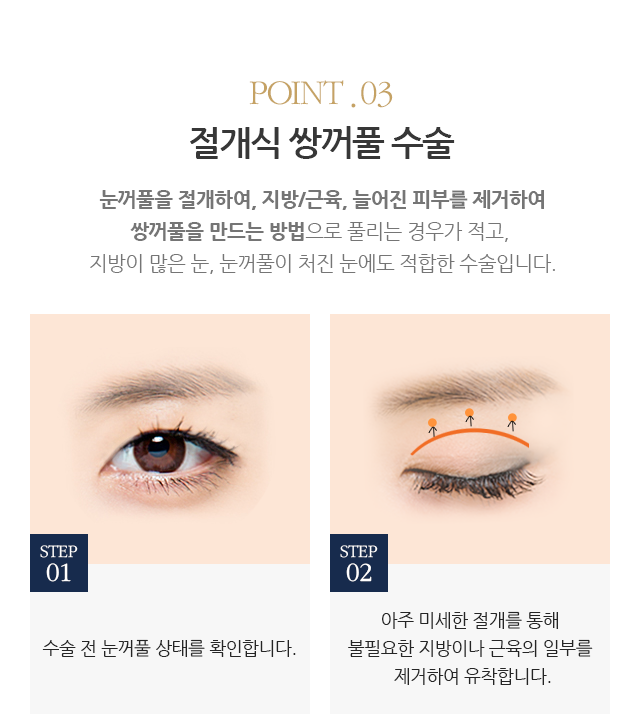 POINT .03
절개식 쌍꺼풀 수술
눈꺼풀을 절개하여, 지방/근육, 늘어진 피부를 제거하여
쌍꺼풀을 만드는 방법으로 풀리는 경우가 적고,
지방이 많은 눈, 눈꺼풀이 처진 눈에도 적합한 수술입니다.
STEP
01
수술 전 눈꺼풀 상태를 확인합니다.
STEP
02
아주 미세한 절개를 통해
불필요한 지방이나 근육의 일부를
제거하여 유착합니다.